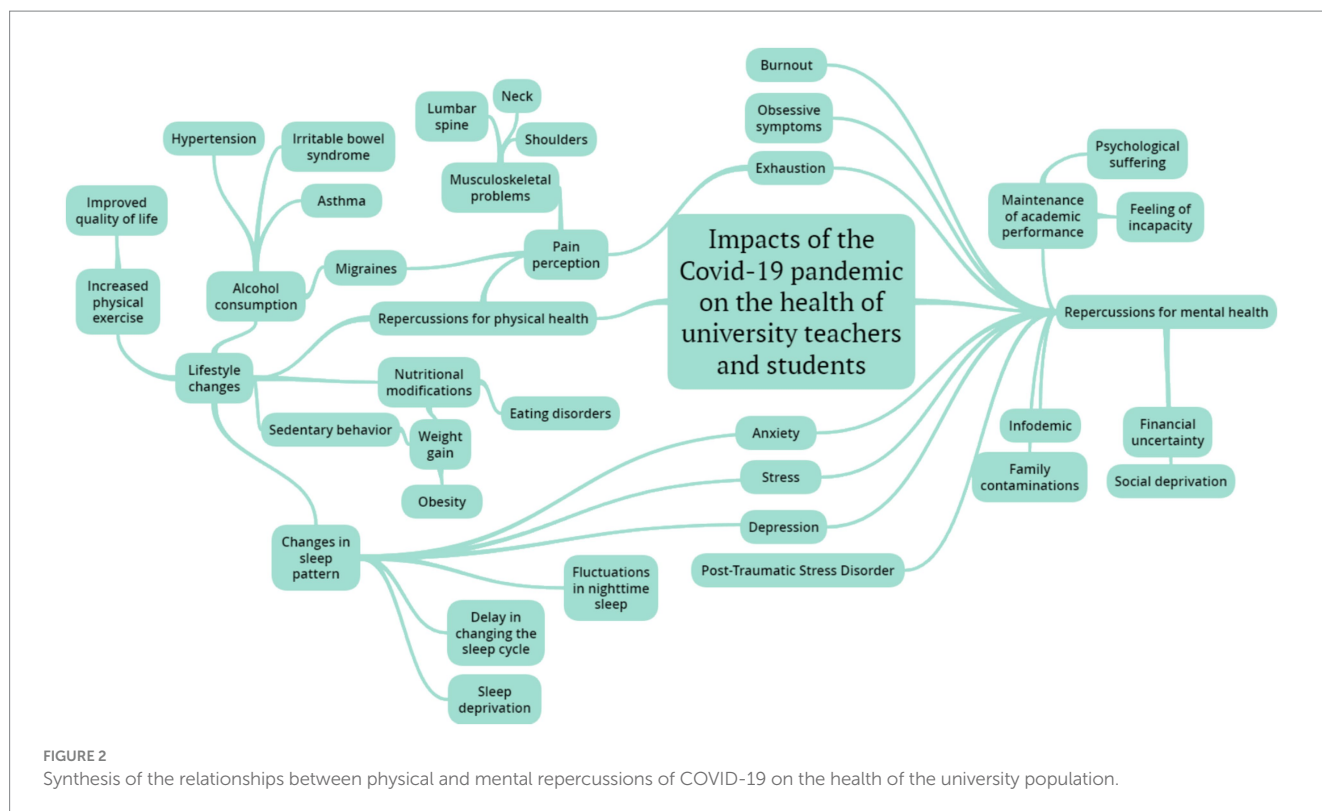 Burnout
Neck
Lumbar
spine
Obsessive
symptoms
Hypertension
Irritable bowel
syndrome
Shoulders
Psychological
suffering
Exhaustion
Musculoskeletal
problems
Improved
quality of life
Asthma
Maintenance
of academic
performance
Feeling of
incapacity
Impacts of the
Covid-19 pandemic
on the health of
university teachers
and students
Pain
perception
Migraines
Increased
physical
exercise
Alcohol
consumption
Repercussions for physical health
Repercussions for mental health
Lifestyle
changes
Nutritional
modifications
Eating disorders
Sedentary behavior
Weight
gain
Anxiety
Infodemic
Financial
uncertainty
Stress
Family
contaminations
Social deprivation
Obesity
Depression
Changes in
sleep
pattern
Fluctuations
in nighttime
sleep
Post-Traumatic Stress Disorder
Delay in
changing the
sleep cycle
Sleep
deprivation
FIGURE 2
Synthesis of the relationships between physical and mental repercussions of COVID-19 on the health of the university population.